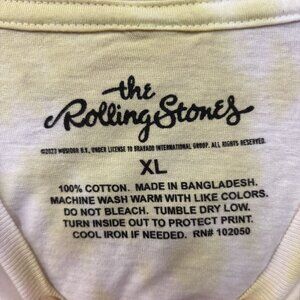 the
Rolling Stones
©2022 MUSIDOR B.V., UNDER LICENSE TO BRAVADO INTERNATIONAL GROUP. ALL RIGHTS RESERVED.
XL
100% COTTON. MADE IN BANGLADESH.
MACHINE WASH WARM WITH LIKE COLORS.
DO NOT BLEACH. TUMBLE DRY LOW.
TURN INSIDE OUT TO PROTECT PRINT.
COOL IRON IF NEEDED. RN# 102050